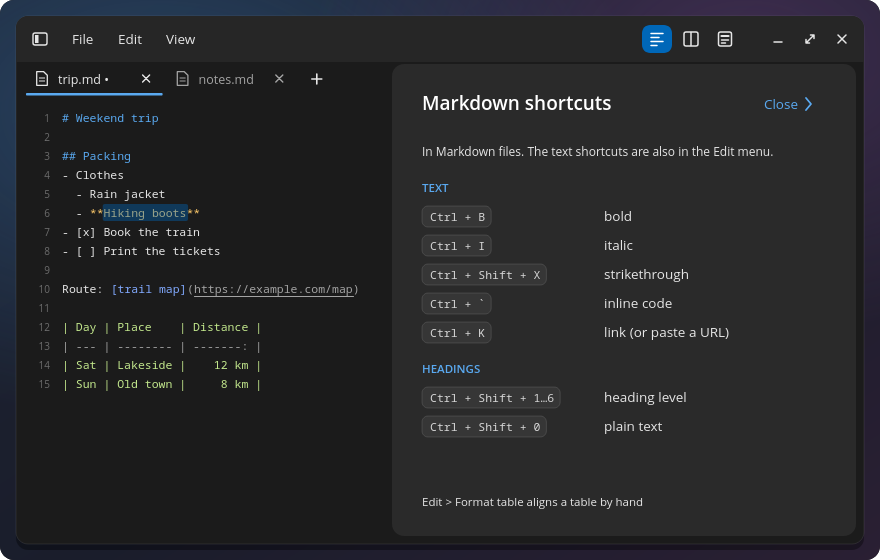 File Edit View
trip.md • notes.md
1 # Weekend trip
2
3 ## Packing
4 - Clothes
5   - Rain jacket
6   - **Hiking boots**
7 - [x] Book the train
8 - [ ] Print the tickets
9
10 Route: [trail map](https://example.com/map)
11
12 | Day | Place    | Distance |
13 | --- | -------- | -------: |
14 | Sat | Lakeside |    12 km |
15 | Sun | Old town |     8 km |
Markdown shortcuts Close
In Markdown files. The text shortcuts are also in the Edit menu.
TEXT
Ctrl + B bold
Ctrl + I italic
Ctrl + Shift + X strikethrough
Ctrl + ` inline code
Ctrl + K link (or paste a URL)
HEADINGS
Ctrl + Shift + 1…6 heading level
Ctrl + Shift + 0 plain text
Edit > Format table aligns a table by hand